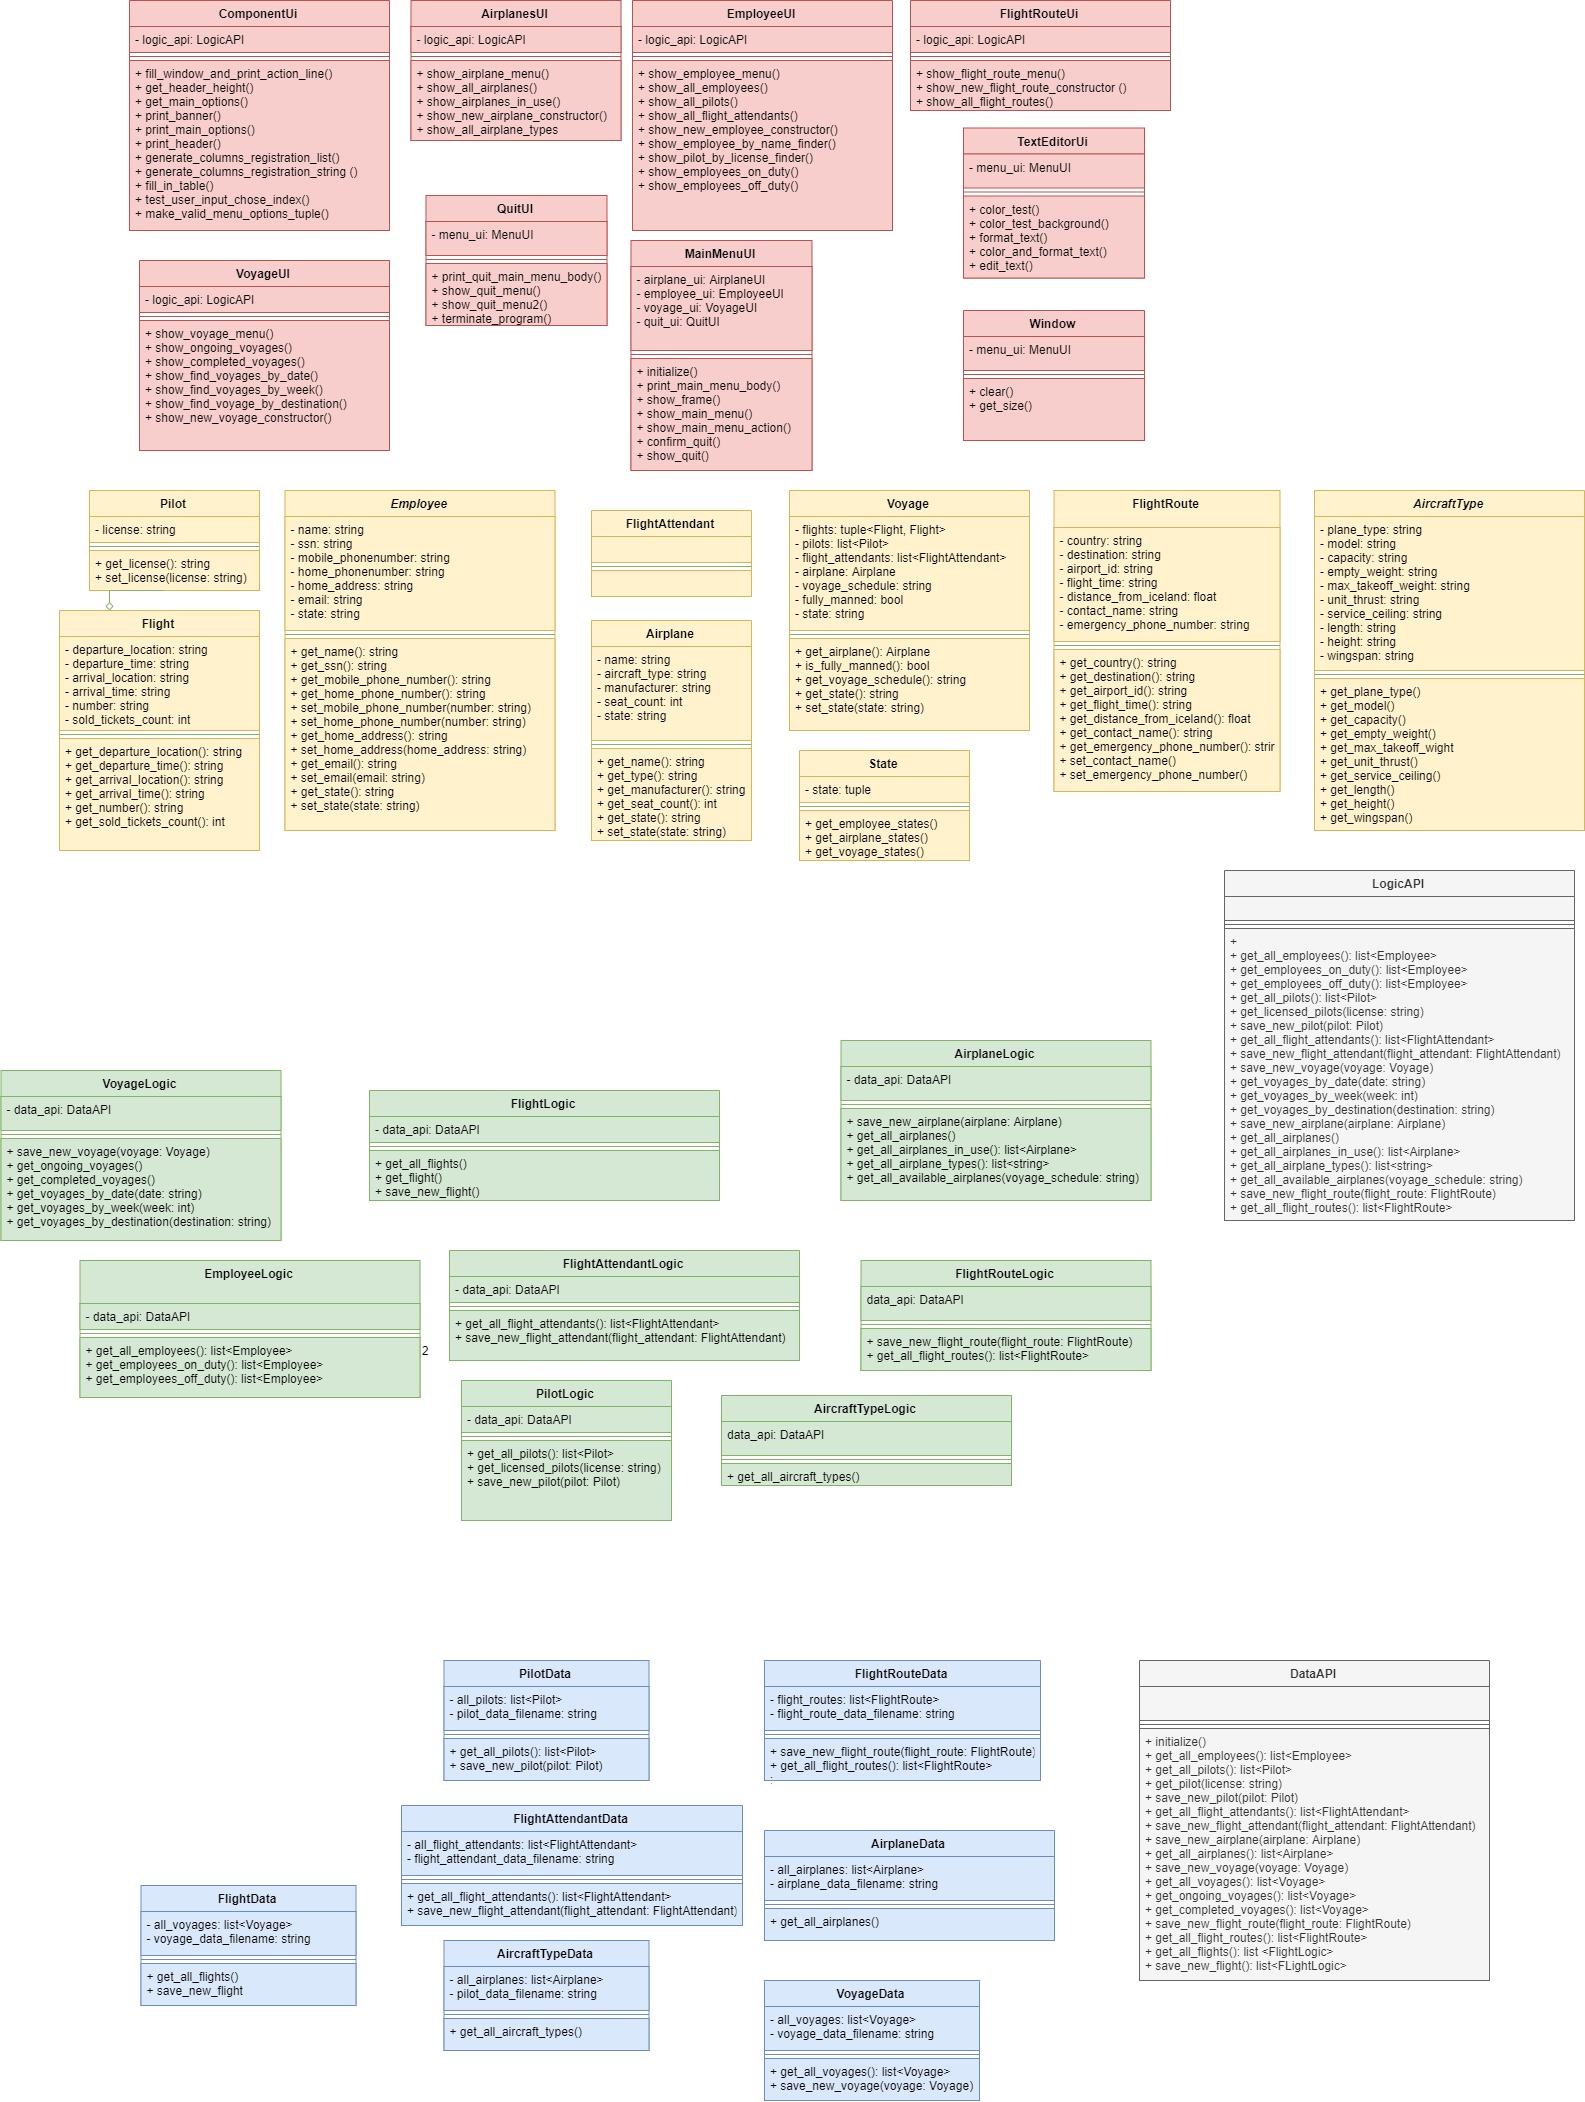 ComponentUi
- logic_api: LogicAPI
+ fill_window_and_print_action_line()
+ get_header_height()
+ get_main_options()
+ print_banner()
+ print_main_options()
+ print_header()
+ generate_columns_registration_list()
+ generate_columns_registration_string ()
+ fill_in_table()
+ test_user_input_chose_index()
+ make_valid_menu_options_tuple()
AirplanesUI
- logic_api: LogicAPI
+ show_airplane_menu()
+ show_all_airplanes()
+ show_airplanes_in_use()
+ show_new_airplane_constructor()
+ show_all_airplane_types
EmployeeUI
- logic_api: LogicAPI
+ show_employee_menu()
+ show_all_employees()
+ show_all_pilots()
+ show_all_flight_attendants()
+ show_new_employee_constructor()
+ show_employee_by_name_finder()
+ show_pilot_by_license_finder()
+ show_employees_on_duty()
+ show_employees_off_duty()
FlightRouteUi
- logic_api: LogicAPI
+ show_flight_route_menu()
+ show_new_flight_route_constructor ()
+ show_all_flight_routes()
TextEditorUi
- menu_ui: MenuUI
+ color_test()
+ color_test_background()
+ format_text()
+ color_and_format_text()
+ edit_text()
QuitUI
- menu_ui: MenuUI
+ print_quit_main_menu_body()
+ show_quit_menu()
+ show_quit_menu2()
+ terminate_program()
VoyageUI
- logic_api: LogicAPI
+ show_voyage_menu()
+ show_ongoing_voyages()
+ show_completed_voyages()
+ show_find_voyages_by_date()
+ show_find_voyages_by_week()
+ show_find_voyage_by_destination()
+ show_new_voyage_constructor()
MainMenuUI
- airplane_ui: AirplaneUI
- employee_ui: EmployeeUI
- voyage_ui: VoyageUI
- quit_ui: QuitUI
+ initialize()
+ print_main_menu_body()
+ show_frame()
+ show_main_menu()
+ show_main_menu_action()
+ confirm_quit()
+ show_quit()
Window
- menu_ui: MenuUI
+ clear()
+ get_size()
Pilot
- license: string
+ get_license(): string
+ set_license(license: string)
Flight
- departure_location: string
- departure_time: string
- arrival_location: string
- arrival_time: string
- number: string
- sold_tickets_count: int
+ get_departure_location(): string
+ get_departure_time(): string
+ get_arrival_location(): string
+ get_arrival_time(): string
+ get_number(): string
+ get_sold_tickets_count(): int
Employee
- name: string
- ssn: string
- mobile_phonenumber: string
- home_phonenumber: string
- home_address: string
- email: string
- state: string
+ get_name(): string
+ get_ssn(): string
+ get_mobile_phone_number(): string
+ get_home_phone_number(): string
+ set_mobile_phone_number(number: string)
+ set_home_phone_number(number: string)
+ get_home_address(): string
+ set_home_address(home_address: string)
+ get_email(): string
+ set_email(email: string)
+ get_state(): string
+ set_state(state: string)
FlightAttendant
Airplane
- name: string
- aircraft_type: string
- manufacturer: string
- seat_count: int
- state: string
+ get_name(): string
+ get_type(): string
+ get_manufacturer(): string
+ get_seat_count(): int
+ get_state(): string
+ set_state(state: string)
Voyage
- flights: tuple<Flight, Flight>
- pilots: list<Pilot>
- flight_attendants: list<FlightAttendant>
- airplane: Airplane
- voyage_schedule: string
- fully_manned: bool
- state: string
+ get_airplane(): Airplane
+ is_fully_manned(): bool
+ get_voyage_schedule(): string
+ get_state(): string
+ set_state(state: string)
State
- state: tuple
+ get_employee_states()
+ get_airplane_states()
+ get_voyage_states()
FlightRoute
- country: string
- destination: string
- airport_id: string
- flight_time: string
- distance_from_iceland: float
- contact_name: string
- emergency_phone_number: string
+ get_country(): string
+ get_destination(): string
+ get_airport_id(): string
+ get_flight_time(): string
+ get_distance_from_iceland(): float
+ get_contact_name(): string
+ get_emergency_phone_number(): strir
+ set_contact_name()
+ set_emergency_phone_number()
AircraftType
- plane_type: string
- model: string
- capacity: string
- empty_weight: string
- max_takeoff_weight: string
- unit_thrust: string
- service_ceiling: string
- length: string
- height: string
- wingspan: string
+ get_plane_type()
+ get_model()
+ get_capacity()
+ get_empty_weight()
+ get_max_takeoff_wight
+ get_unit_thrust()
+ get_service_ceiling()
+ get_length()
+ get_height()
+ get_wingspan()
LogicAPI
+
+ get_all_employees(): list<Employee>
+ get_employees_on_duty(): list<Employee>
+ get_employees_off_duty(): list<Employee>
+ get_all_pilots(): list<Pilot>
+ get_licensed_pilots(license: string)
+ save_new_pilot(pilot: Pilot)
+ get_all_flight_attendants(): list<FlightAttendant>
+ save_new_flight_attendant(flight_attendant: FlightAttendant)
+ save_new_voyage(voyage: Voyage)
+ get_voyages_by_date(date: string)
+ get_voyages_by_week(week: int)
+ get_voyages_by_destination(destination: string)
+ save_new_airplane(airplane: Airplane)
+ get_all_airplanes()
+ get_all_airplanes_in_use(): list<Airplane>
+ get_all_airplane_types(): list<string>
+ get_all_available_airplanes(voyage_schedule: string)
+ save_new_flight_route(flight_route: FlightRoute)
+ get_all_flight_routes(): list<FlightRoute>
VoyageLogic
- data_api: DataAPI
+ save_new_voyage(voyage: Voyage)
+ get_ongoing_voyages()
+ get_completed_voyages()
+ get_voyages_by_date(date: string)
+ get_voyages_by_week(week: int)
+ get_voyages_by_destination(destination: string)
FlightLogic
- data_api: DataAPI
+ get_all_flights()
+ get_flight()
+ save_new_flight()
AirplaneLogic
- data_api: DataAPI
+ save_new_airplane(airplane: Airplane)
+ get_all_airplanes()
+ get_all_airplanes_in_use(): list<Airplane>
+ get_all_airplane_types(): list<string>
+ get_all_available_airplanes(voyage_schedule: string)
EmployeeLogic
- data_api: DataAPI
+ get_all_employees(): list<Employee>
+ get_employees_on_duty(): list<Employee>
+ get_employees_off_duty(): list<Employee>
2
FlightAttendantLogic
- data_api: DataAPI
+ get_all_flight_attendants(): list<FlightAttendant>
+ save_new_flight_attendant(flight_attendant: FlightAttendant)
FlightRouteLogic
data_api: DataAPI
+ save_new_flight_route(flight_route: FlightRoute)
+ get_all_flight_routes(): list<FlightRoute>
PilotLogic
- data_api: DataAPI
+ get_all_pilots(): list<Pilot>
+ get_licensed_pilots(license: string)
+ save_new_pilot(pilot: Pilot)
AircraftTypeLogic
data_api: DataAPI
+ get_all_aircraft_types()
PilotData
- all_pilots: list<Pilot>
- pilot_data_filename: string
+ get_all_pilots(): list<Pilot>
+ save_new_pilot(pilot: Pilot)
FlightRouteData
- flight_routes: list<FlightRoute>
- flight_route_data_filename: string
+ save_new_flight_route(flight_route: FlightRoute)
+ get_all_flight_routes(): list<FlightRoute>
DataAPI
+ initialize()
+ get_all_employees(): list<Employee>
+ get_all_pilots(): list<Pilot>
+ get_pilot(license: string)
+ save_new_pilot(pilot: Pilot)
+ get_all_flight_attendants(): list<FlightAttendant>
+ save_new_flight_attendant(flight_attendant: FlightAttendant)
+ save_new_airplane(airplane: Airplane)
+ get_all_airplanes(): list<Airplane>
+ save_new_voyage(voyage: Voyage)
+ get_all_voyages(): list<Voyage>
+ get_ongoing_voyages(): list<Voyage>
+ get_completed_voyages(): list<Voyage>
+ save_new_flight_route(flight_route: FlightRoute)
+ get_all_flight_routes(): list<FlightRoute>
+ get_all_flights(): list <FlightLogic>
+ save_new_flight(): list<FLightLogic>
FlightAttendantData
- all_flight_attendants: list<FlightAttendant>
- flight_attendant_data_filename: string
+ get_all_flight_attendants(): list<FlightAttendant>
+ save_new_flight_attendant(flight_attendant: FlightAttendant)
AirplaneData
- all_airplanes: list<Airplane>
- airplane_data_filename: string
+ get_all_airplanes()
FlightData
- all_voyages: list<Voyage>
- voyage_data_filename: string
+ get_all_flights()
+ save_new_flight
AircraftTypeData
- all_airplanes: list<Airplane>
- pilot_data_filename: string
+ get_all_aircraft_types()
VoyageData
- all_voyages: list<Voyage>
- voyage_data_filename: string
+ get_all_voyages(): list<Voyage>
+ save_new_voyage(voyage: Voyage)